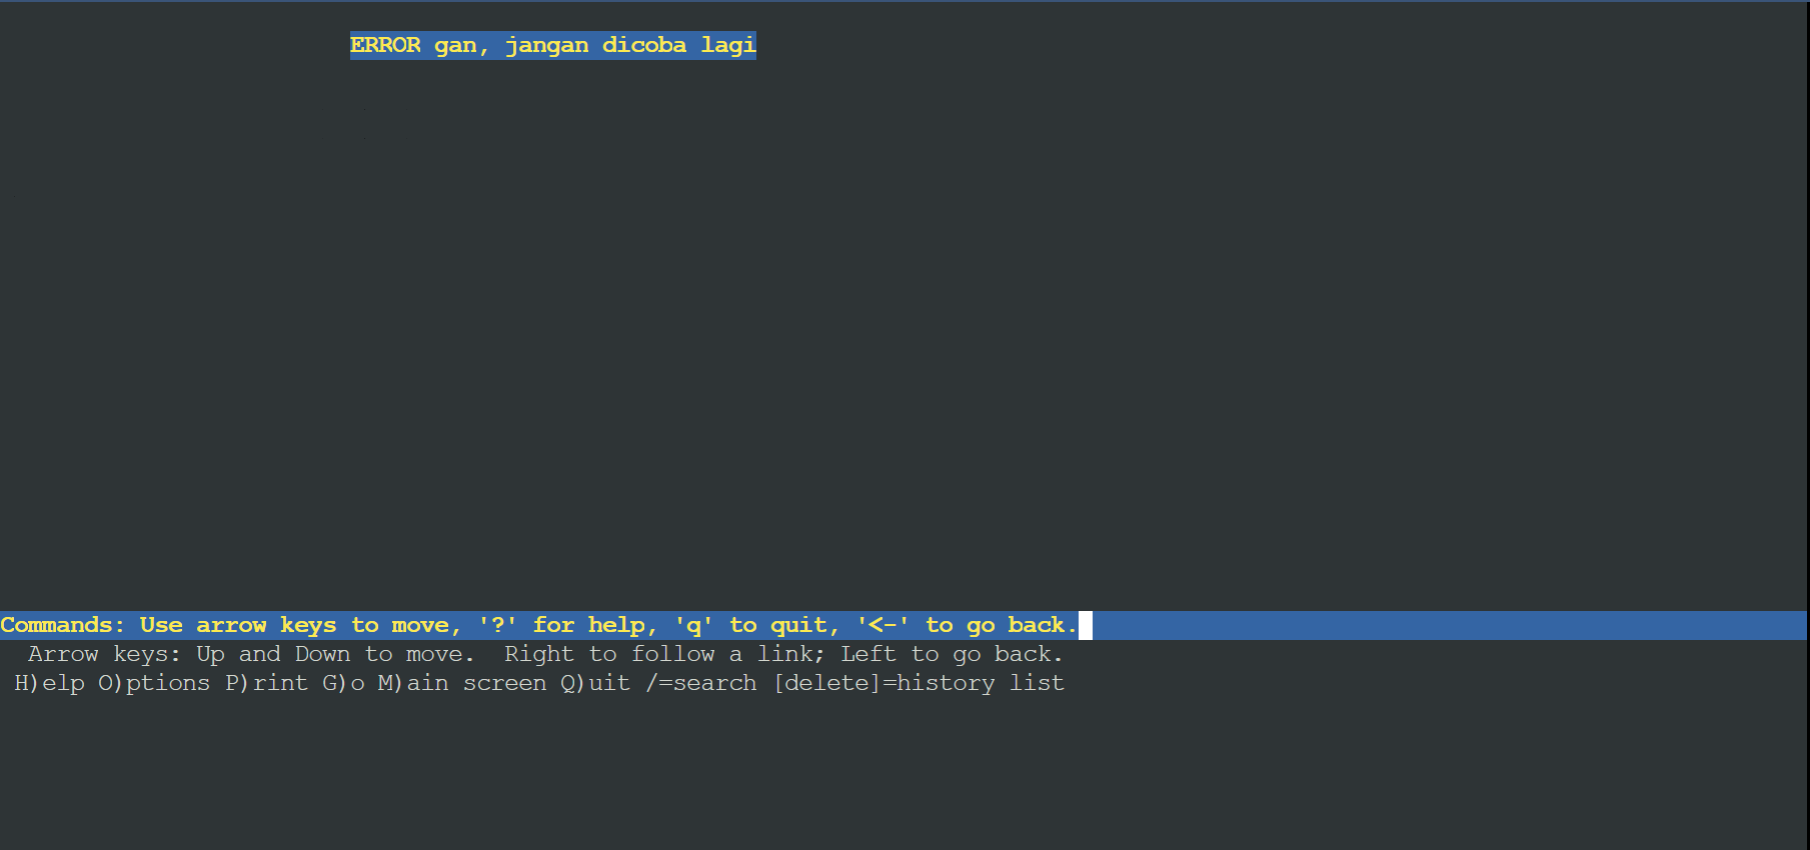 ERROR gan, jangan dicoba lagi
Commands: Use arrow keys to move, '?' for help, 'q' to quit, '<-' to go back.
Arrow keys: Up and Down to move.  Right to follow a link; Left to go back.
H)elp O)ptions P)rint G)o M)ain screen Q)uit /=search [delete]=history list